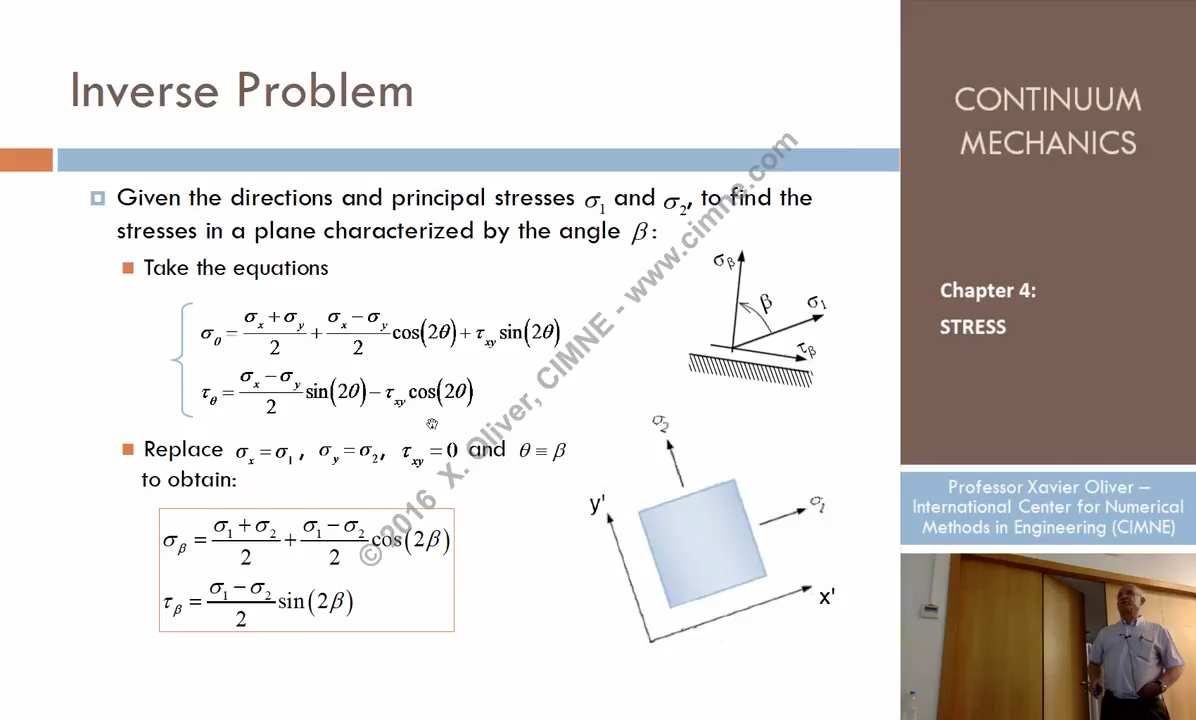 Inverse Problem
Given the directions and principal stresses σ₁ and σ₂, to find the
stresses in a plane characterized by the angle β:
Take the equations
σ_θ = (σ_x + σ_y)/2 + (σ_x − σ_y)/2 cos(2θ) + τ_xy sin(2θ)
τ_θ = (σ_x − σ_y)/2 sin(2θ) − τ_xy cos(2θ)
Replace σ_x = σ₁, σ_y = σ₂, τ_xy = 0 and θ ≡ β
to obtain:
σ_β = (σ₁ + σ₂)/2 + (σ₁ − σ₂)/2 cos(2β)
τ_β = (σ₁ − σ₂)/2 sin(2β)
σ_β
β
σ₁
τ_β
σ₂
y'
σ₁
x'
© 2016 X. Oliver, CIMNE - www.cimne.com
CONTINUUM
MECHANICS
Chapter 4:
STRESS
Professor Xavier Oliver –
International Center for Numerical
Methods in Engineering (CIMNE)